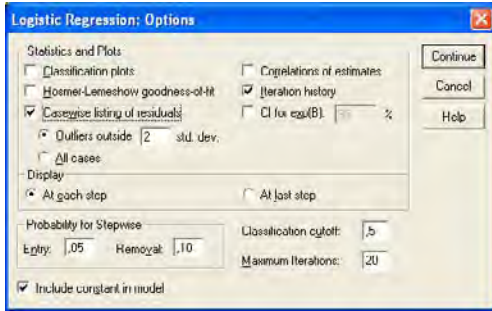 Logistic Regression: Options
Statistics and Plots
Classification plots
Correlations of estimates
Hosmer-Lemeshow goodness-of-fit
Iteration history
Casewise listing of residuals
CI for exp(B):
%
Outliers outside 2 std. dev.
All cases
Continue
Cancel
Help
Display
At each step
At last step
Probability for Stepwise
Entry: ,05 Removal: ,10
Classification cutoff: ,5
Maximum Iterations: 20
Include constant in model